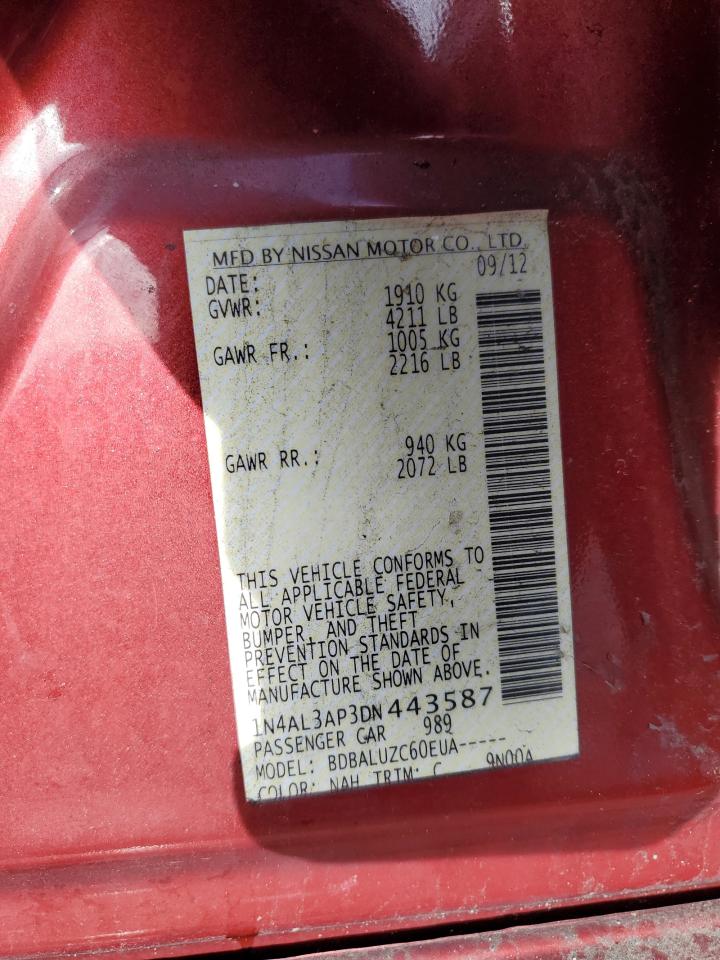 MFD BY NISSAN MOTOR CO., LTD.
DATE: 09/12
GVWR: 1910 KG
4211 LB
GAWR FR.: 1005 KG
2216 LB
GAWR RR.: 940 KG
2072 LB
THIS VEHICLE CONFORMS TO
ALL APPLICABLE FEDERAL
MOTOR VEHICLE SAFETY,
BUMPER, AND THEFT
PREVENTION STANDARDS IN
EFFECT ON THE DATE OF
MANUFACTURE SHOWN ABOVE.
1N4AL3AP3DN443587
PASSENGER CAR 989
MODEL: BDBALUZC60EUA-----
COLOR: NAH TRIM: C 9N00A